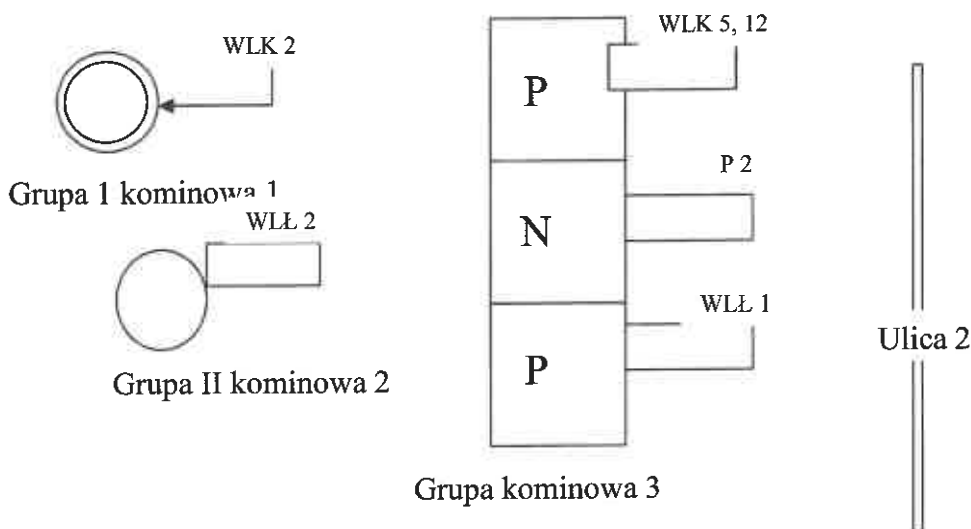 WLK 2
Grupa 1 kominowa 1
WLŁ 2
Grupa II kominowa 2
WLK 5, 12
P
P 2
N
WLŁ 1
P
Grupa kominowa 3
Ulica 2